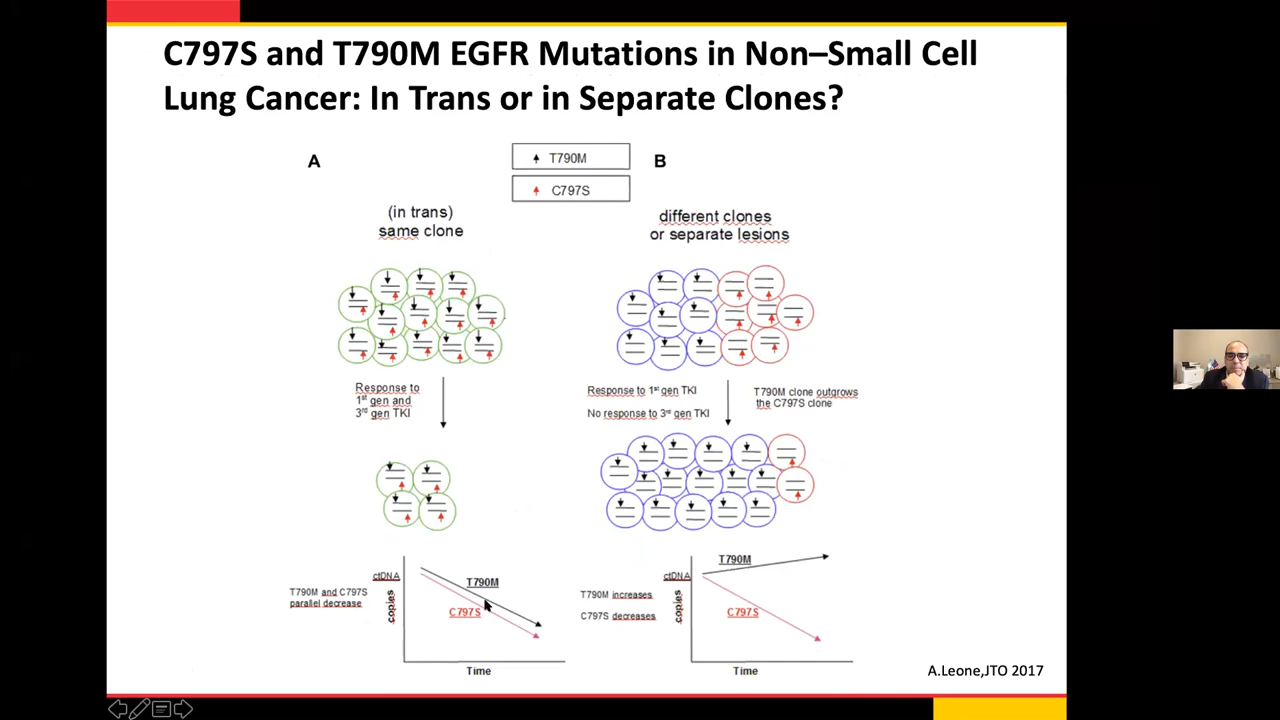 C797S and T790M EGFR Mutations in Non–Small Cell
Lung Cancer: In Trans or in Separate Clones?
A
T790M
C797S
B
(in trans)
same clone
different clones
or separate lesions
Response to
1st gen and
3rd gen TKI
Response to 1st gen TKI
No response to 3rd gen TKI
T790M clone outgrows
the C797S clone
T790M and C797S
parallel decrease
ctDNA
copies
T790M
C797S
Time
T790M increases
C797S decreases
ctDNA
copies
T790M
C797S
Time
A.Leone,JTO 2017